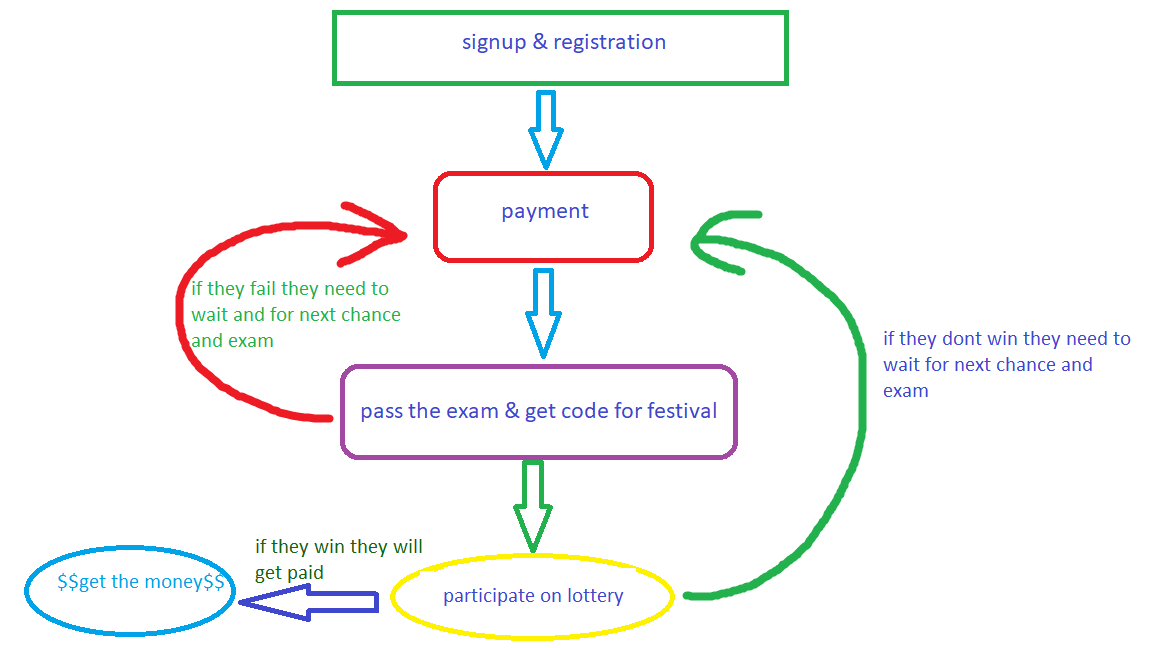 signup & registration
payment
if they fail they need to
wait and for next chance
and exam
if they dont win they need to
wait for next chance and
exam
pass the exam & get code for festival
if they win they will
get paid
$$get the money$$
participate on lottery